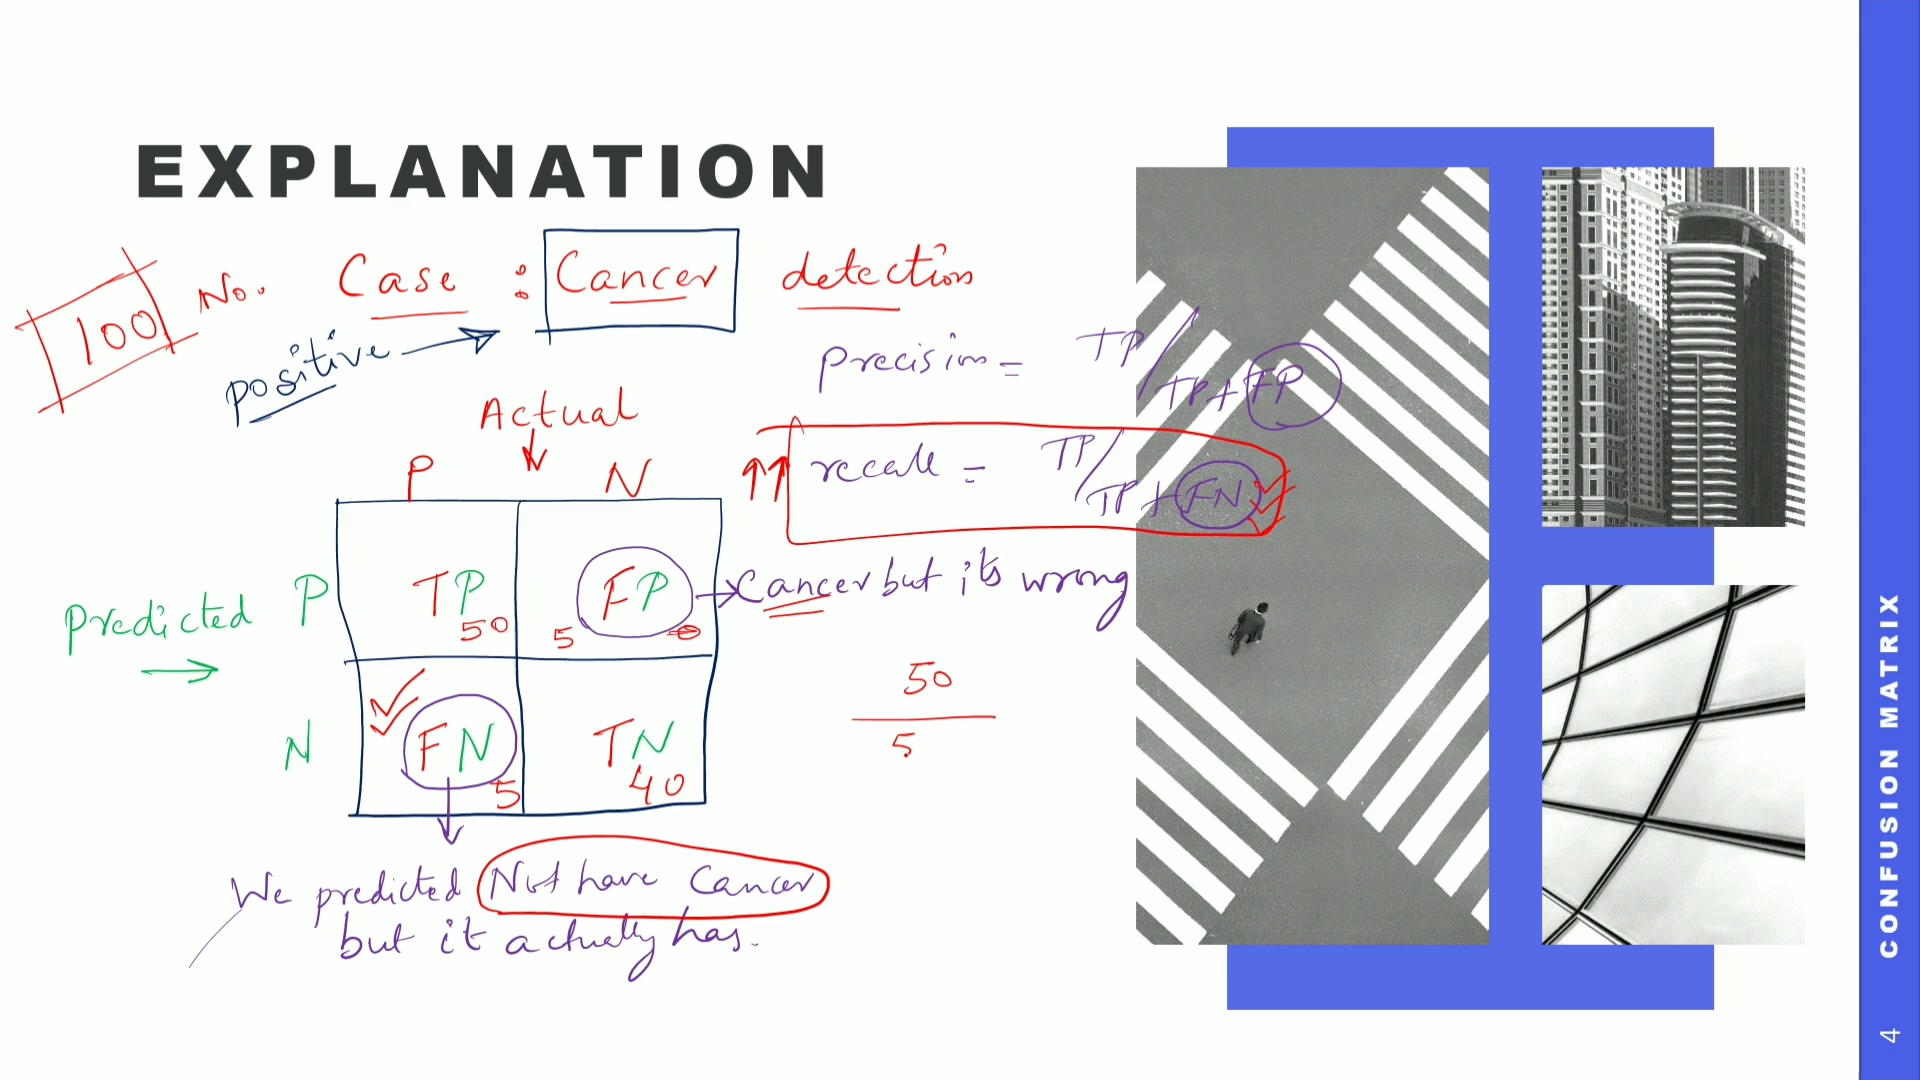 EXPLANATION
100 No. Case : Cancer detection
positive
precision = TP/TP+FP
Actual
P N
recall = TP/TP+FN
Predicted P TP 50 5 FP
Cancer but its wrong
N FN 5 TN 40
50
5
We predicted Not have Cancer
but it actually has.
CONFUSION MATRIX
4